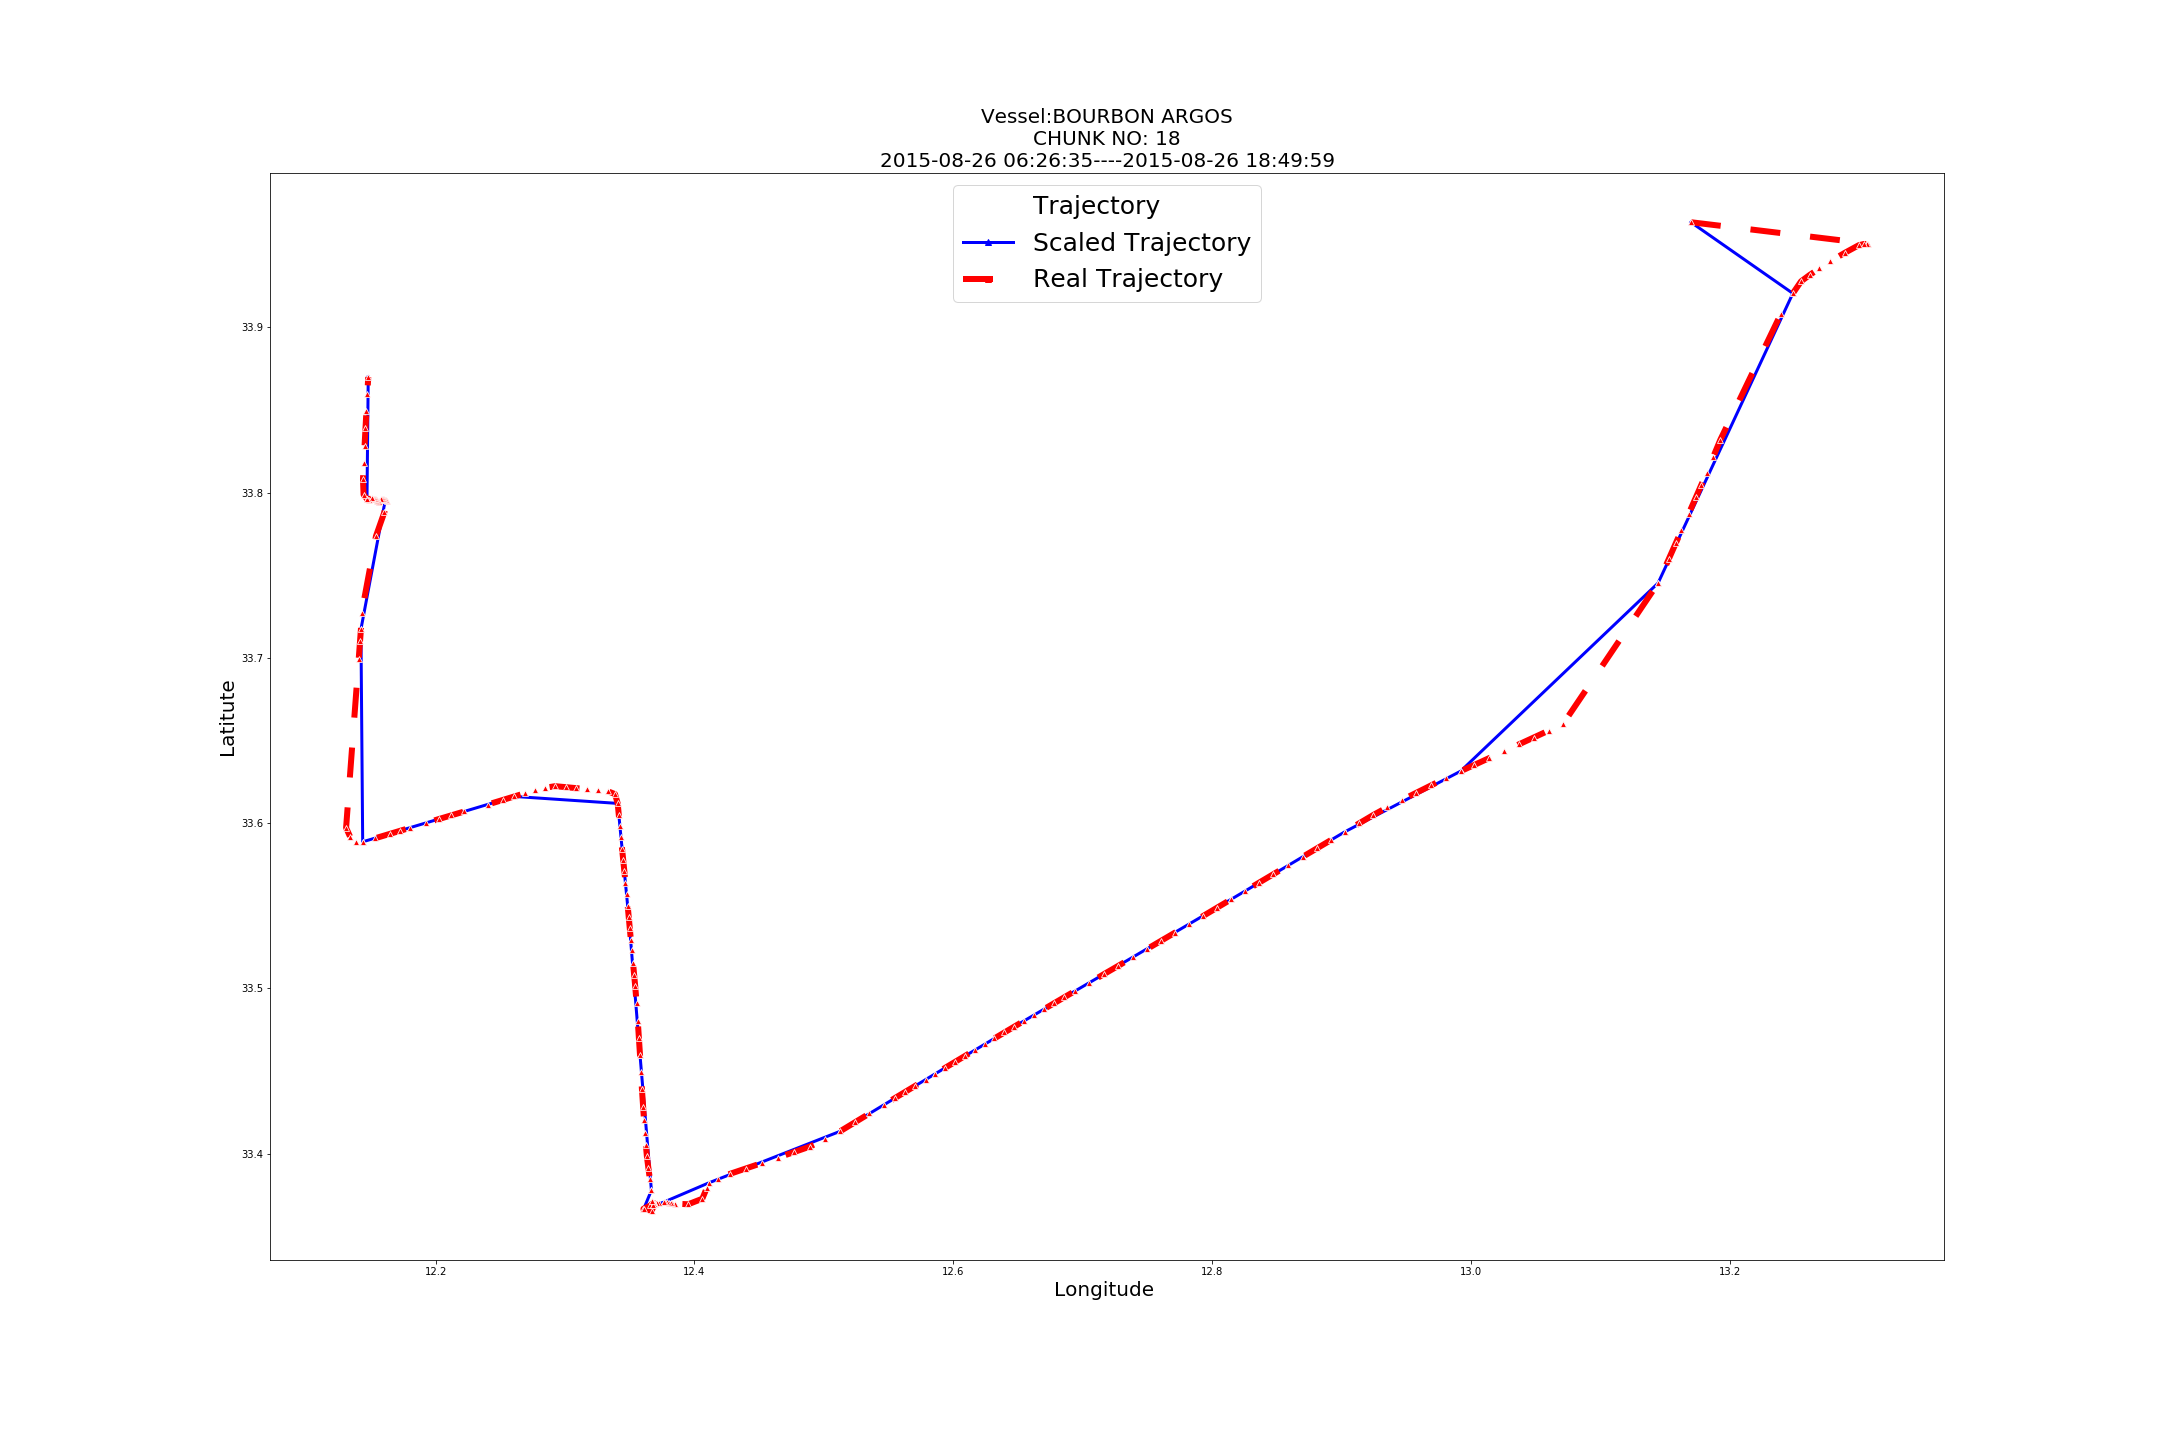 Vessel:BOURBON ARGOS
CHUNK NO: 18
2015-08-26 06:26:35----2015-08-26 18:49:59
Trajectory
Scaled Trajectory
Real Trajectory
33.9
33.8
33.7
33.6
33.5
33.4
Latitute
12.2
12.4
12.6
12.8
13.0
13.2
Longitude